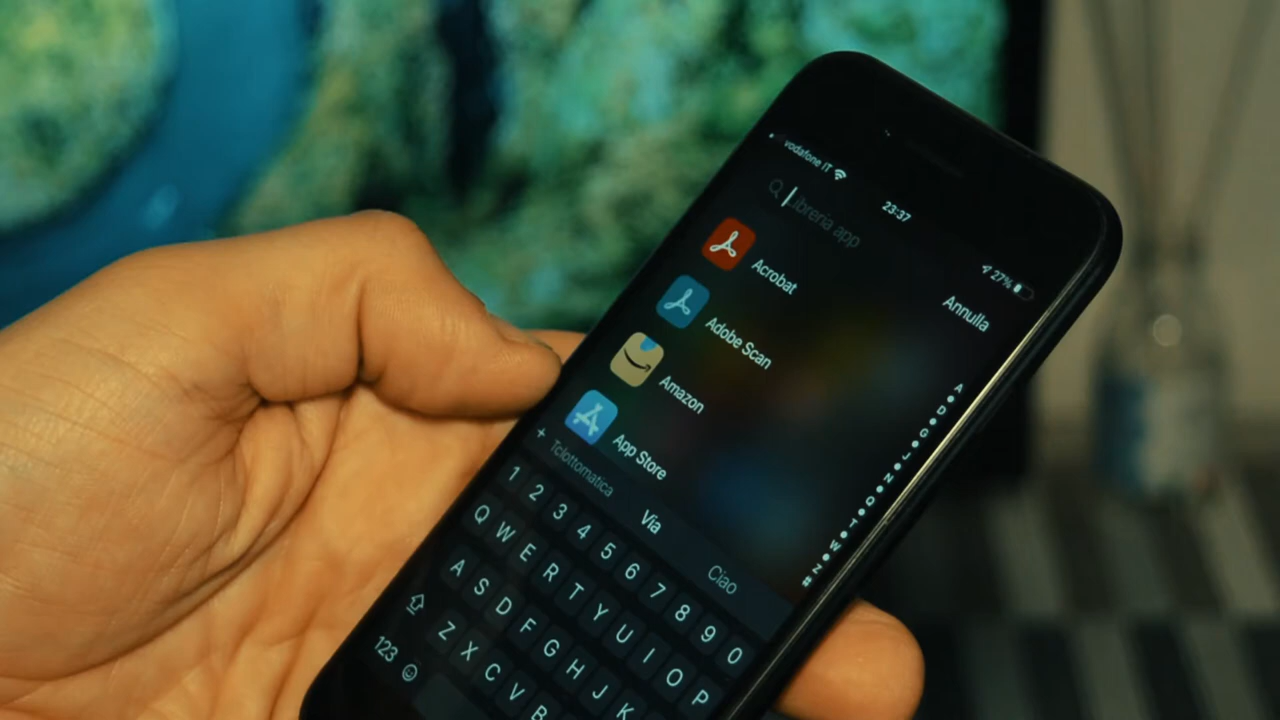 vodafone IT
23:37
27%
Libreria app
Annulla
Acrobat
Adobe Scan
Amazon
App Store
A
D
G
J
N
Q
T
W
Z
#
+ Tclottomatica
Via
Ciao
1 2 3 4 5 6 7 8 9 0
Q W E R T Y U I O P
A S D F G H J K
Z X C V B
123